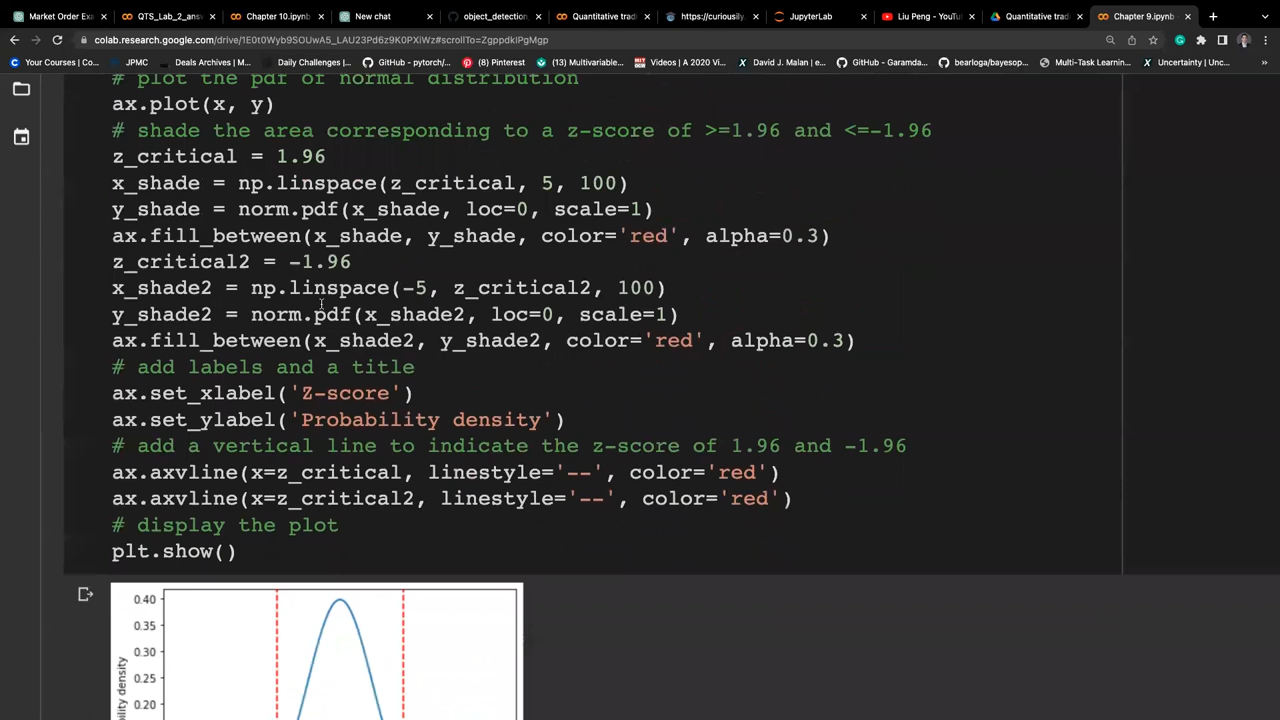 Market Order Exa
QTS_Lab_2_ans
Chapter 10.ipynb -
New chat
object_detection_
Quantitative trad
https://curiousily.
JupyterLab
Liu Peng - YouT
Quantitative trad
Chapter 9.ipynb -
colab.research.google.com/drive/1E0t0Wyb9SOUwA5_LAU23Pd6z9K0PXiWz#scrollTo=ZgppdkIPgMgp
Your Courses | Co...
JPMC
Deals Archives | M...
Daily Challenges |...
GitHub - pytorch/...
(8) Pinterest
(13) Multivariable...
Videos | A 2020 Vi...
David J. Malan | e...
GitHub - Garamda...
bearloga/bayesop...
Multi-Task Learnin...
Uncertainty | Unc...
# plot the pdf of normal distribution
ax.plot(x, y)
# shade the area corresponding to a z-score of >=1.96 and <=-1.96
z_critical = 1.96
x_shade = np.linspace(z_critical, 5, 100)
y_shade = norm.pdf(x_shade, loc=0, scale=1)
ax.fill_between(x_shade, y_shade, color='red', alpha=0.3)
z_critical2 = -1.96
x_shade2 = np.linspace(-5, z_critical2, 100)
y_shade2 = norm.pdf(x_shade2, loc=0, scale=1)
ax.fill_between(x_shade2, y_shade2, color='red', alpha=0.3)
# add labels and a title
ax.set_xlabel('Z-score')
ax.set_ylabel('Probability density')
# add a vertical line to indicate the z-score of 1.96 and -1.96
ax.axvline(x=z_critical, linestyle='--', color='red')
ax.axvline(x=z_critical2, linestyle='--', color='red')
# display the plot
plt.show()
0.40
0.35
0.30
0.25
0.20
bility density